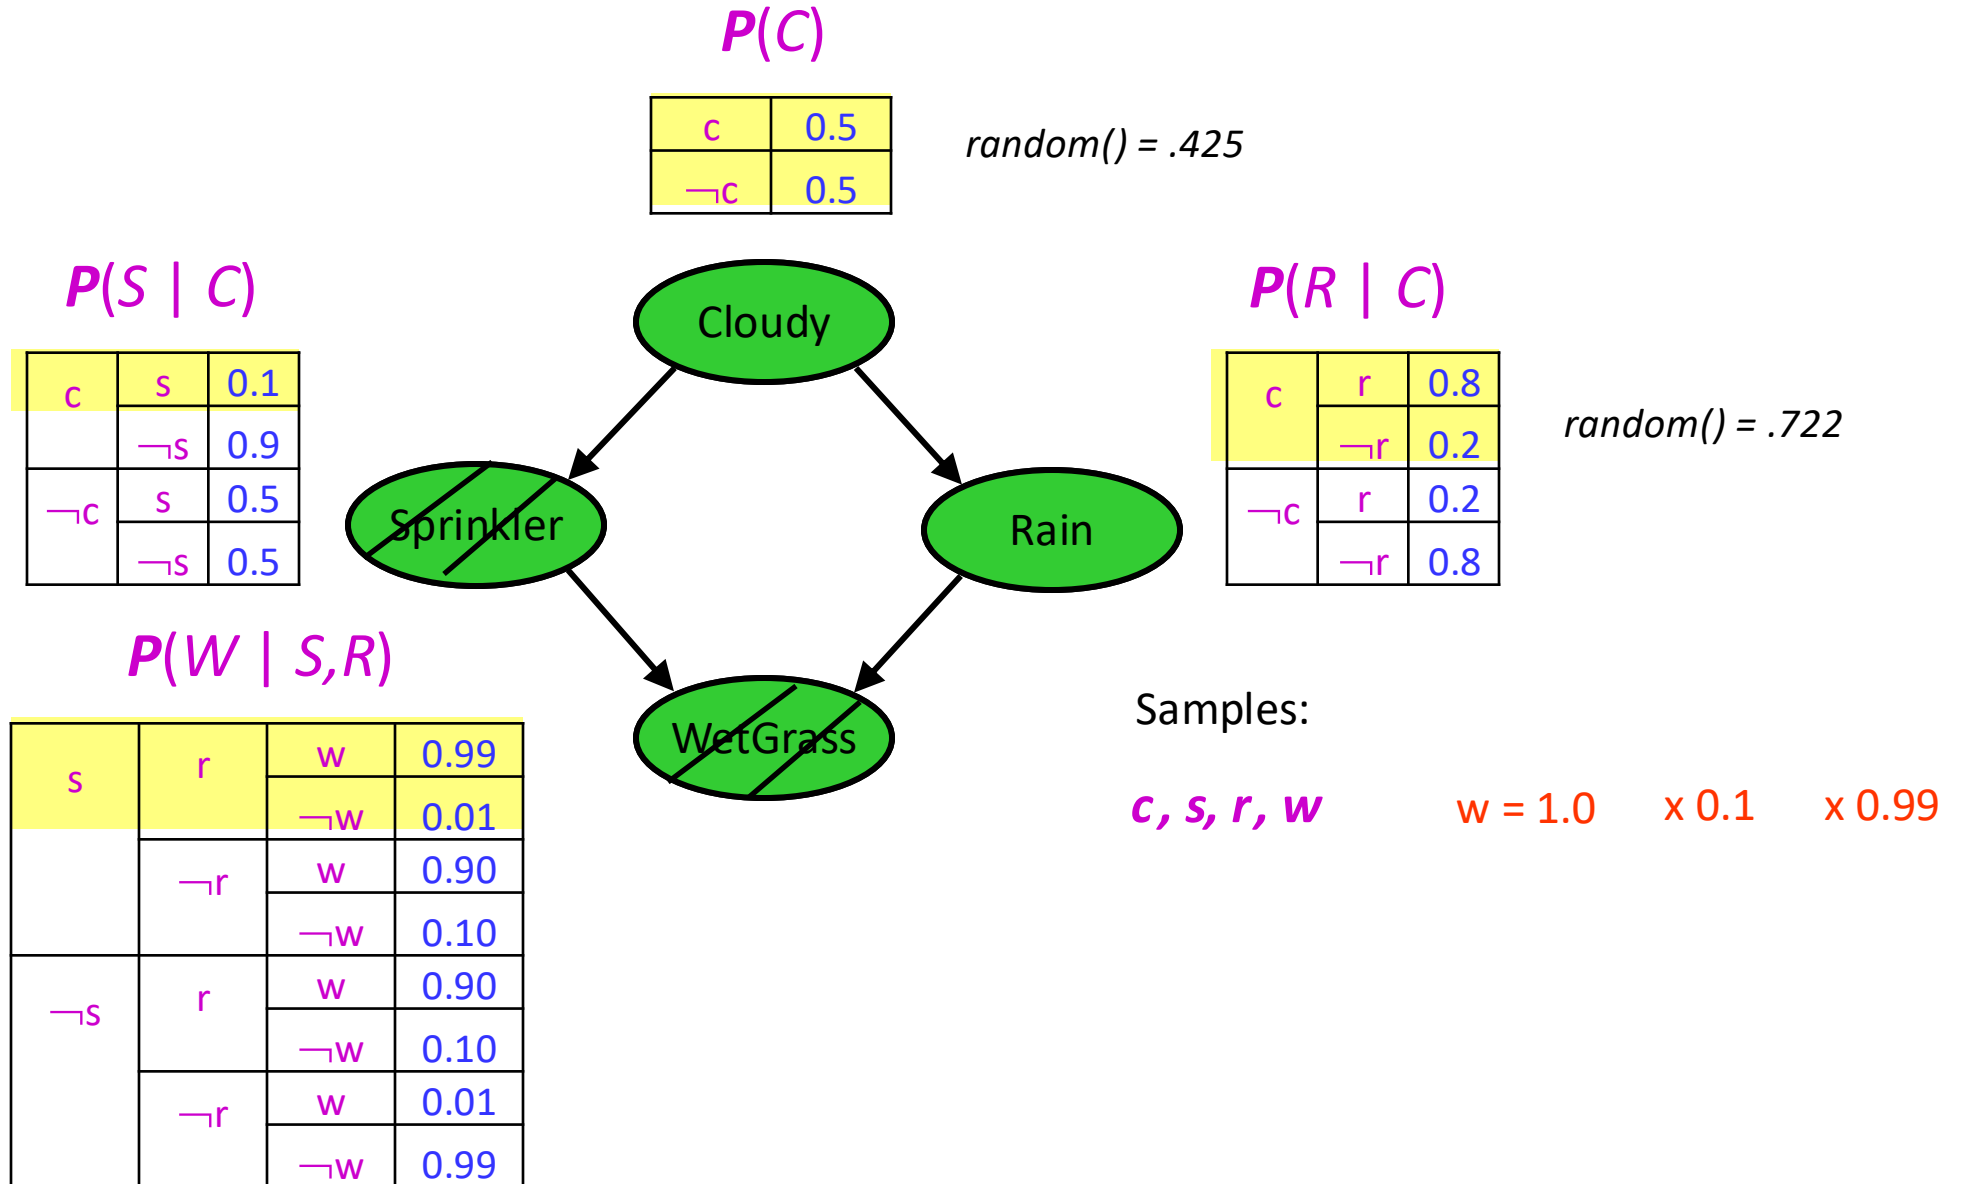 P(C)
c 0.5
¬c 0.5
random() = .425
P(S | C)
c s 0.1
¬s 0.9
¬c s 0.5
¬s 0.5
Cloudy
P(R | C)
c r 0.8
¬r 0.2
¬c r 0.2
¬r 0.8
random() = .722
Sprinkler
Rain
P(W | S,R)
s r w 0.99
¬w 0.01
¬r w 0.90
¬w 0.10
¬s r w 0.90
¬w 0.10
¬r w 0.01
¬w 0.99
WetGrass
Samples:
c, s, r, w w = 1.0 x 0.1 x 0.99